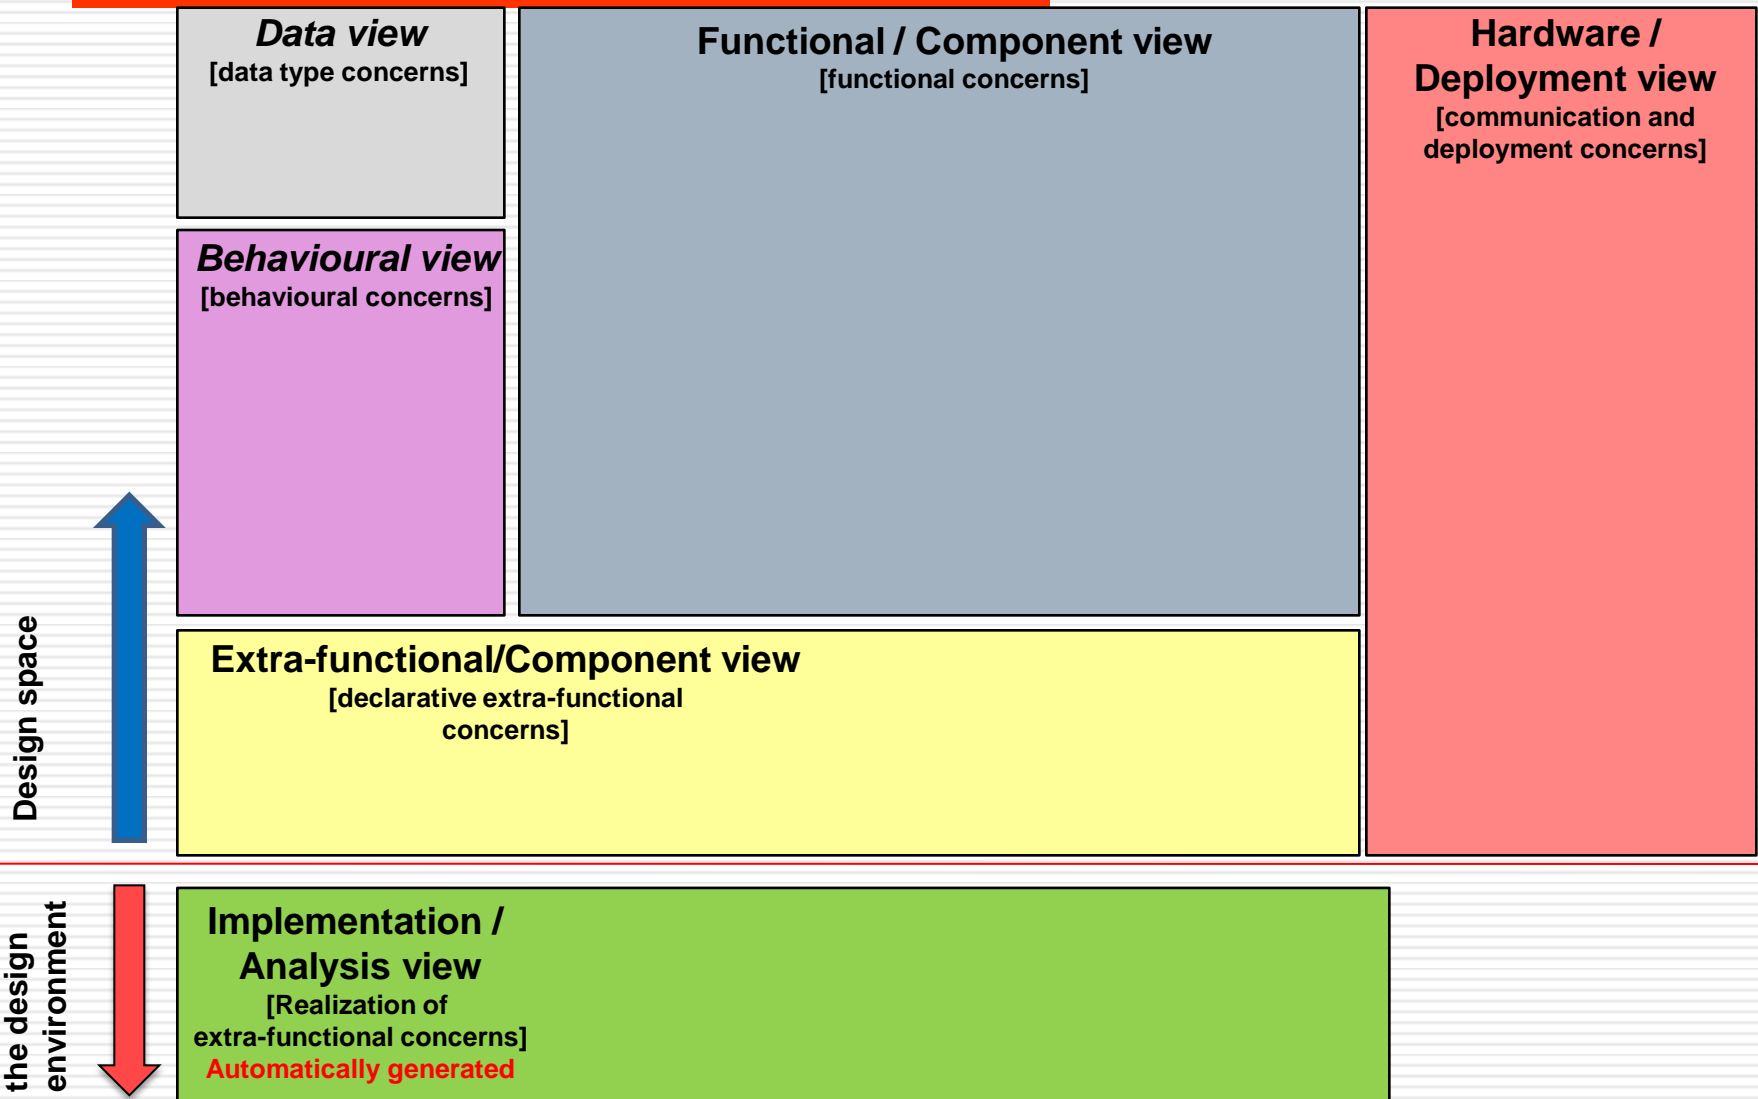 Data view
[data type concerns]
Functional / Component view
[functional concerns]
Hardware /
Deployment view
[communication and
deployment concerns]
Behavioural view
[behavioural concerns]
Design space
Extra-functional/Component view
[declarative extra-functional
concerns]
the design
environment
Implementation /
Analysis view
[Realization of
extra-functional concerns]
Automatically generated